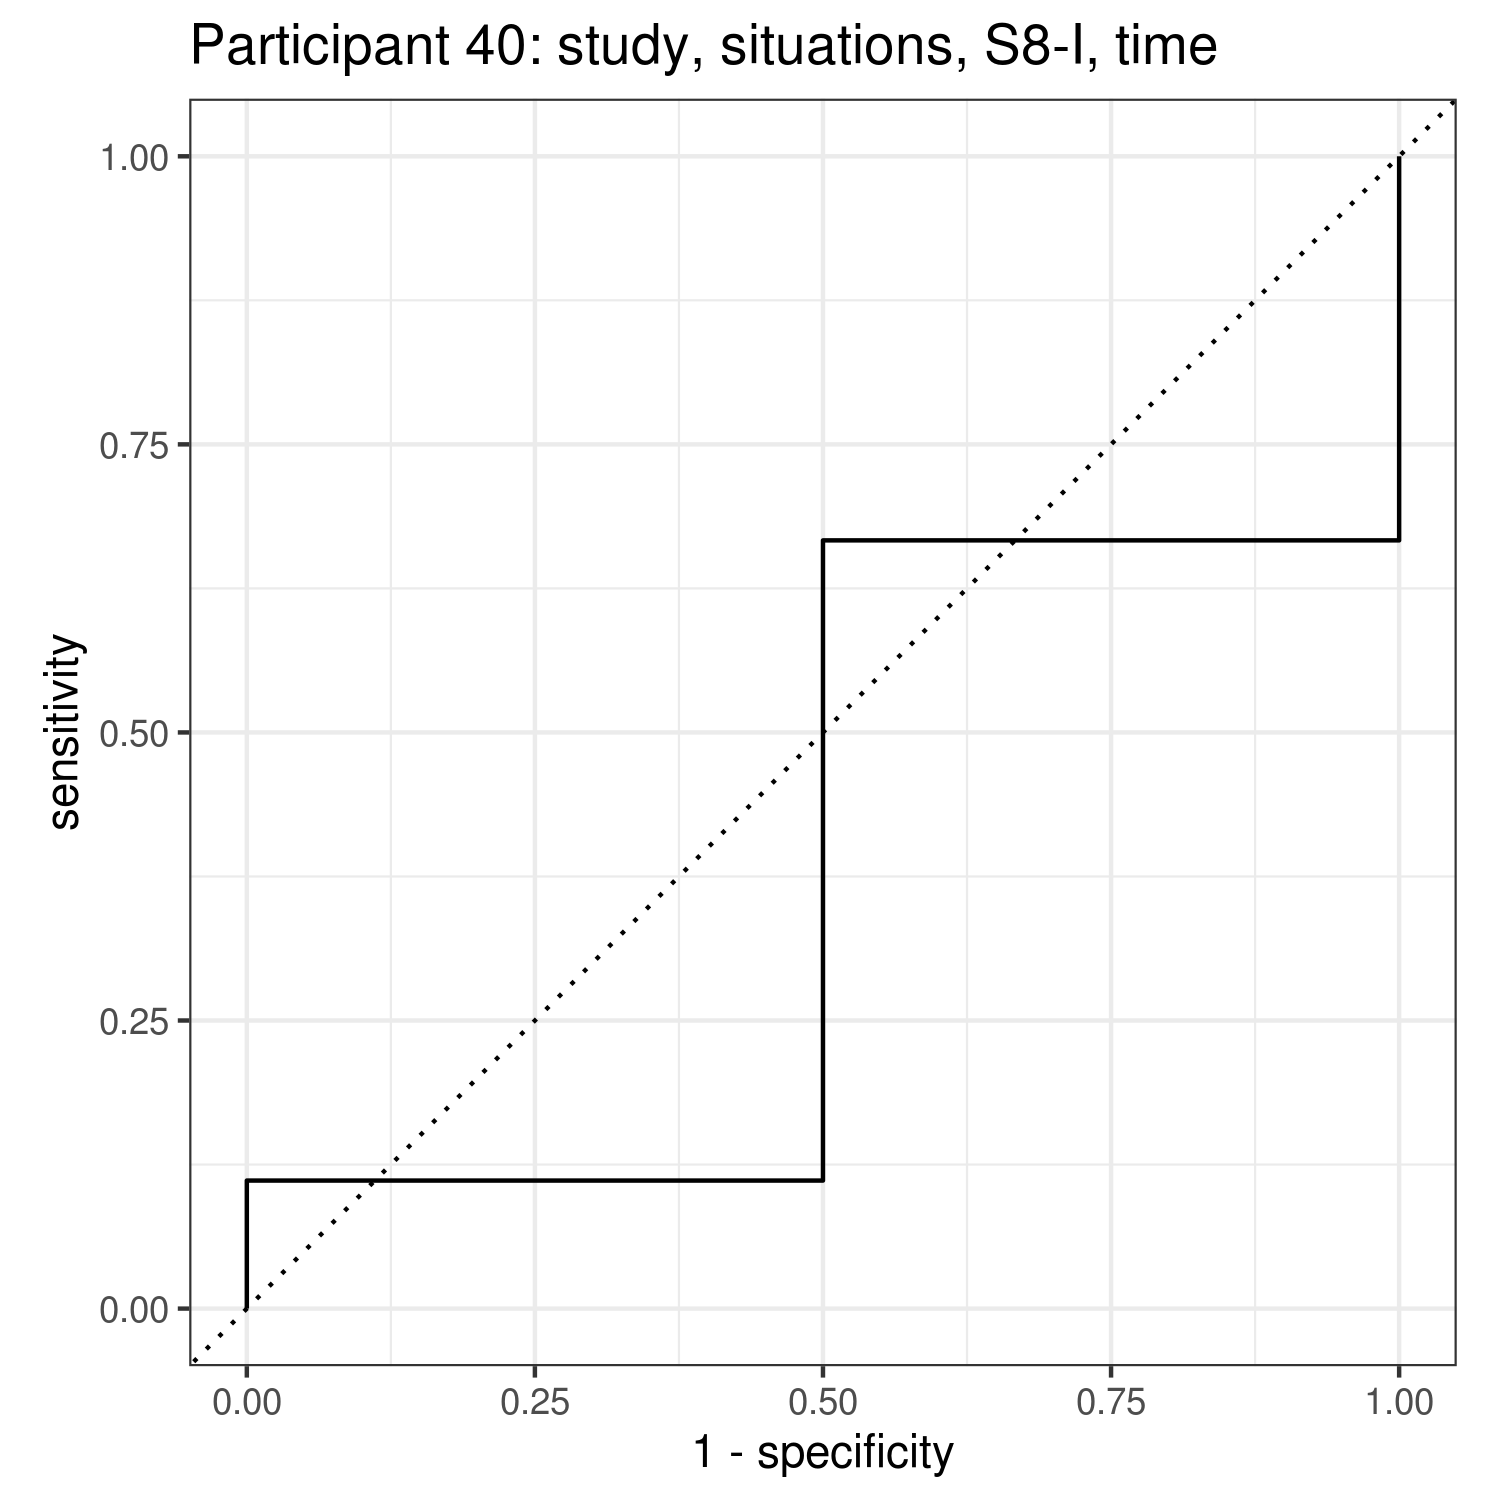 Participant 40: study, situations, S8-I, time
1.00
0.75
0.50
0.25
0.00
sensitivity
0.00 0.25 0.50 0.75 1.00
1 - specificity